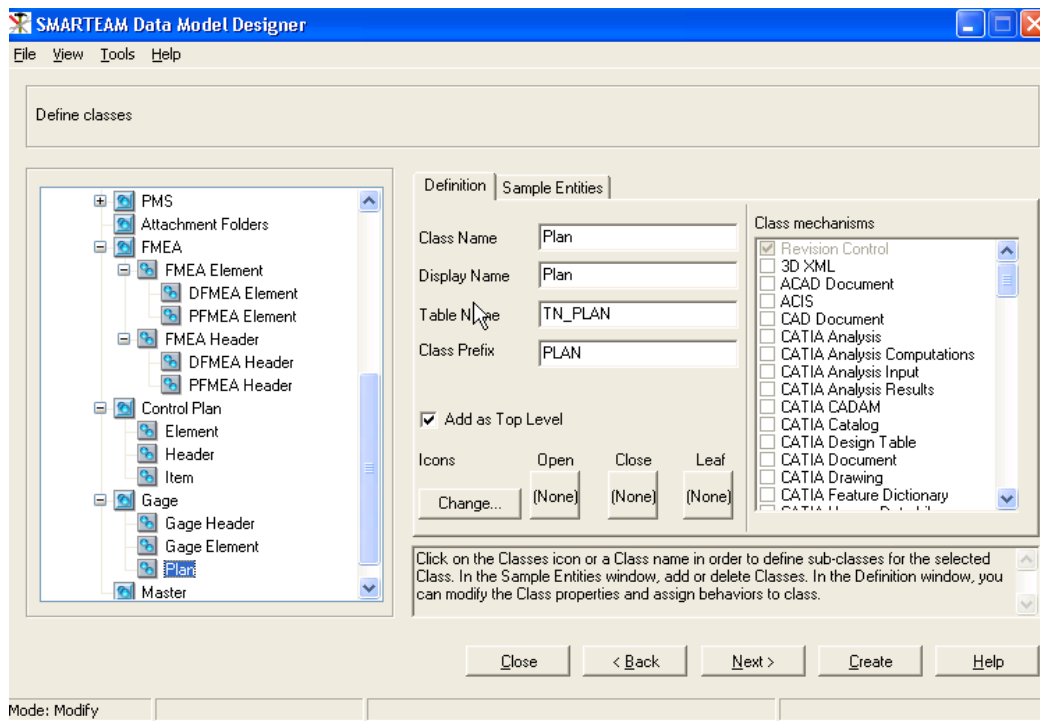 SMARTEAM Data Model Designer
File View Tools Help
Define classes
PMS
Attachment Folders
FMEA
FMEA Element
DFMEA Element
PFMEA Element
FMEA Header
DFMEA Header
PFMEA Header
Control Plan
Element
Header
Item
Gage
Gage Header
Gage Element
Plan
Master
Definition
Sample Entities
Class Name
Plan
Display Name
Plan
Table Name
TN_PLAN
Class Prefix
PLAN
Add as Top Level
Icons
Open
Close
Leaf
Change...
(None)
(None)
(None)
Class mechanisms
Revision Control
3D XML
ACAD Document
ACIS
CAD Document
CATIA Analysis
CATIA Analysis Computations
CATIA Analysis Input
CATIA Analysis Results
CATIA CADAM
CATIA Catalog
CATIA Design Table
CATIA Document
CATIA Drawing
CATIA Feature Dictionary
Click on the Classes icon or a Class name in order to define sub-classes for the selected
Class. In the Sample Entities window, add or delete Classes. In the Definition window, you
can modify the Class properties and assign behaviors to class.
Close
< Back
Next >
Create
Help
Mode: Modify